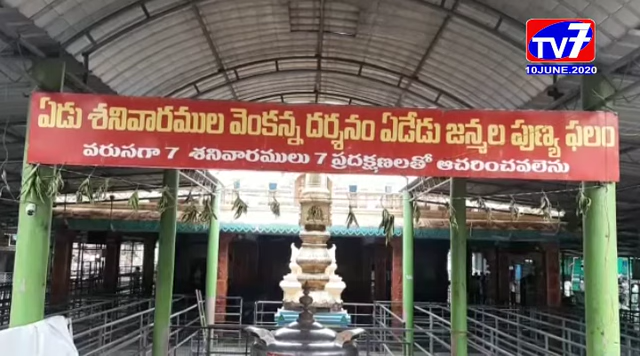 TV7
10JUNE.2020
ఏడు శనివారముల వెంకన్న దర్శనం ఏడేడు జన్మల పుణ్య ఫలం
వరుసగా 7 శనివారములు 7 ప్రదక్షణలతో ఆచరించవలెను